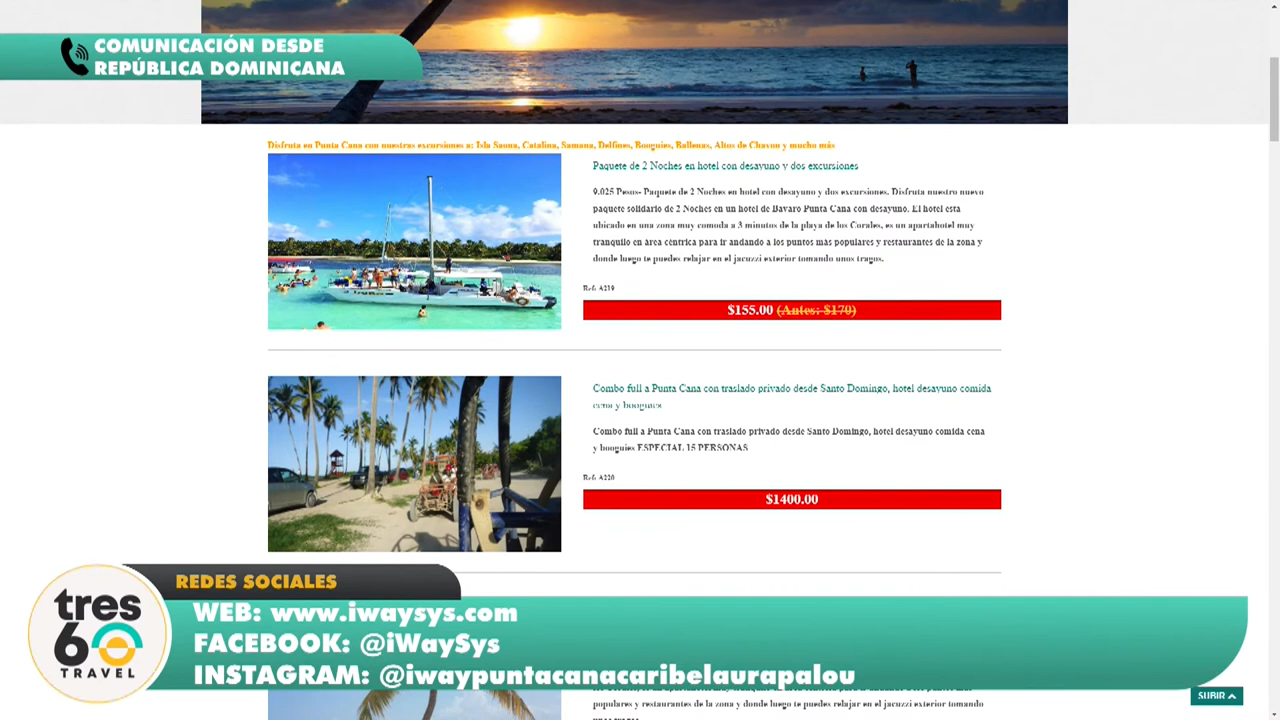 COMUNICACIÓN DESDE
REPÚBLICA DOMINICANA
Disfruta en Punta Cana con nuestras excursiones a: Isla Saona, Catalina, Samana, Delfines, Booguies, Ballenas, Altos de Chavon y mucho más
Paquete de 2 Noches en hotel con desayuno y dos excursiones
9.025 Pesos- Paquete de 2 Noches en hotel con desayuno y dos excursiones. Disfruta nuestro nuevo
paquete solidario de 2 Noches en un hotel de Bavaro Punta Cana con desayuno. El hotel esta
ubicado en una zona muy comoda a 3 minutos de la playa de los Corales, es un apartahotel muy
tranquilo en área céntrica para ir andando a los puntos más populares y restaurantes de la zona y
donde luego te puedes relajar en el jacuzzi exterior tomando unos tragos.
Ref: A219
$155.00 (Antes: $170)
Combo full a Punta Cana con traslado privado desde Santo Domingo, hotel desayuno comida
cena y booguies
Combo full a Punta Cana con traslado privado desde Santo Domingo, hotel desayuno comida cena
y booguies ESPECIAL 15 PERSONAS
Ref: A220
$1400.00
REDES SOCIALES
tres
60
TRAVEL
WEB: www.iwaysys.com
FACEBOOK: @iWaySys
INSTAGRAM: @iwaypuntacanacaribelaurapalou
populares y restaurantes de la zona y donde luego te puedes relajar en el jacuzzi exterior tomando
SUBIR